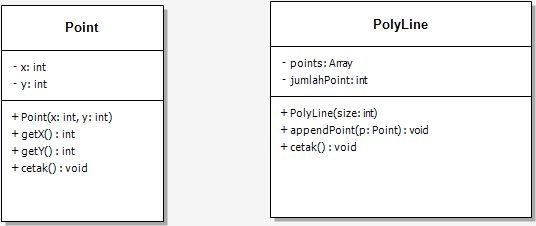 Point
- x: int
- y: int
+ Point(x: int, y: int)
+ getX() : int
+ getY() : int
+ cetak() : void
PolyLine
- points: Array
- jumlahPoint: int
+ PolyLine(size: int)
+ appendPoint(p: Point) : void
+ cetak() : void